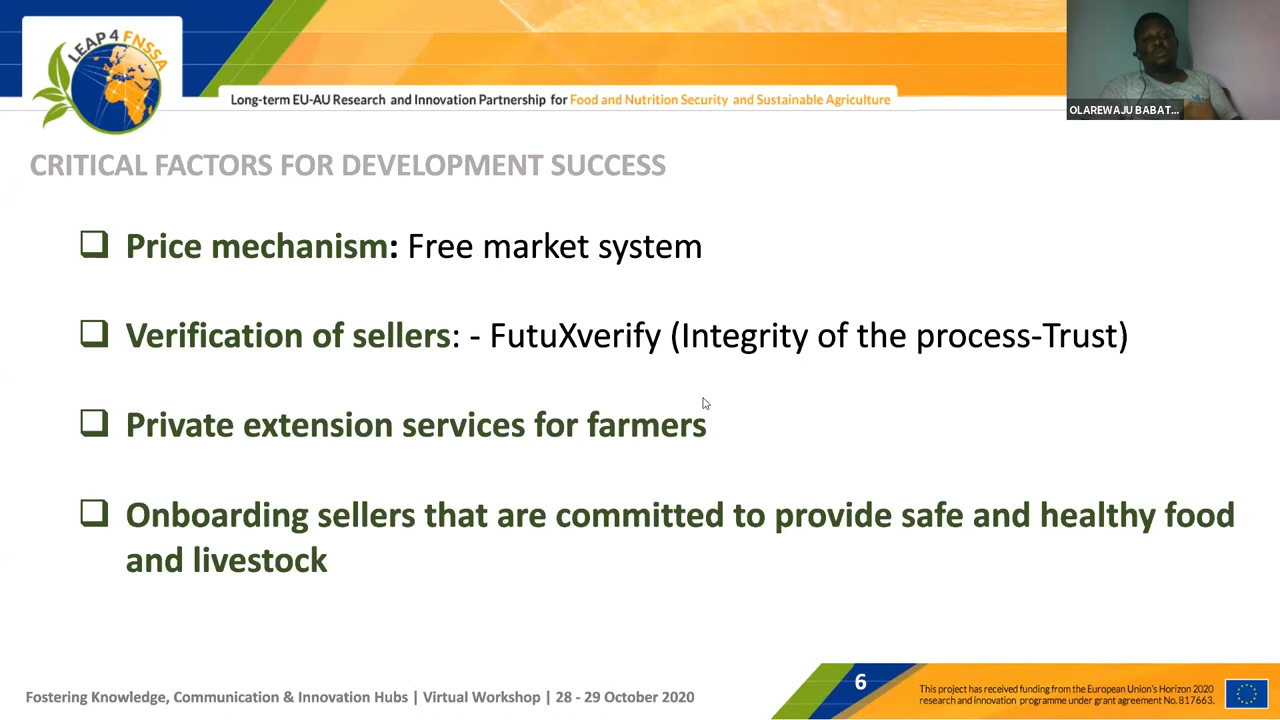 LEAP 4 FNSSA
Long-term EU-AU Research and Innovation Partnership for Food and Nutrition Security and Sustainable Agriculture
OLAREWAJU BABAT...
CRITICAL FACTORS FOR DEVELOPMENT SUCCESS
Price mechanism: Free market system
Verification of sellers: - FutuXverify (Integrity of the process-Trust)
Private extension services for farmers
Onboarding sellers that are committed to provide safe and healthy food
and livestock
Fostering Knowledge, Communication & Innovation Hubs | Virtual Workshop | 28 - 29 October 2020
6
This project has received funding from the European Union's Horizon 2020
research and innovation programme under grant agreement No. 817663.